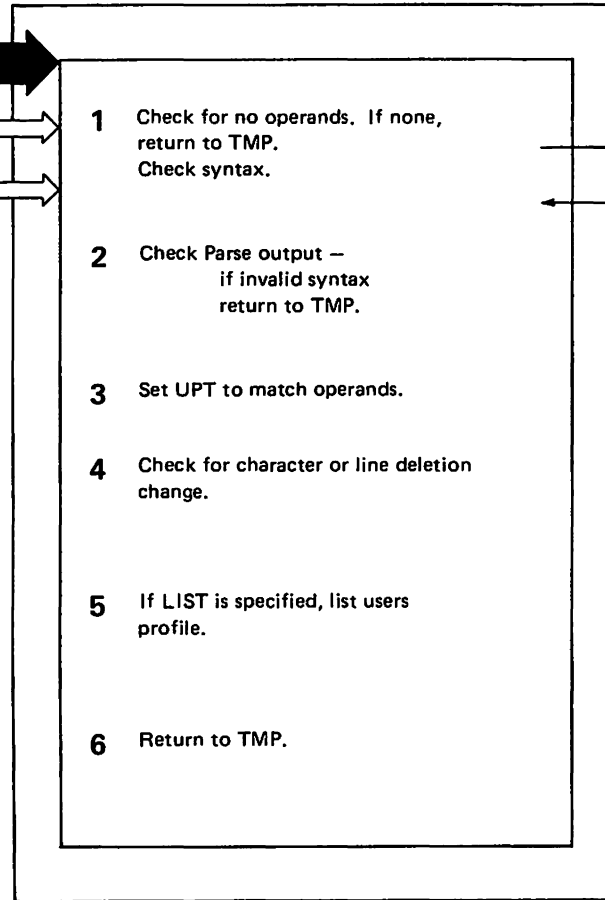 1 Check for no operands. If none,
return to TMP.
Check syntax.
2 Check Parse output –
if invalid syntax
return to TMP.
3 Set UPT to match operands.
4 Check for character or line deletion
change.
5 If LIST is specified, list users
profile.
6 Return to TMP.